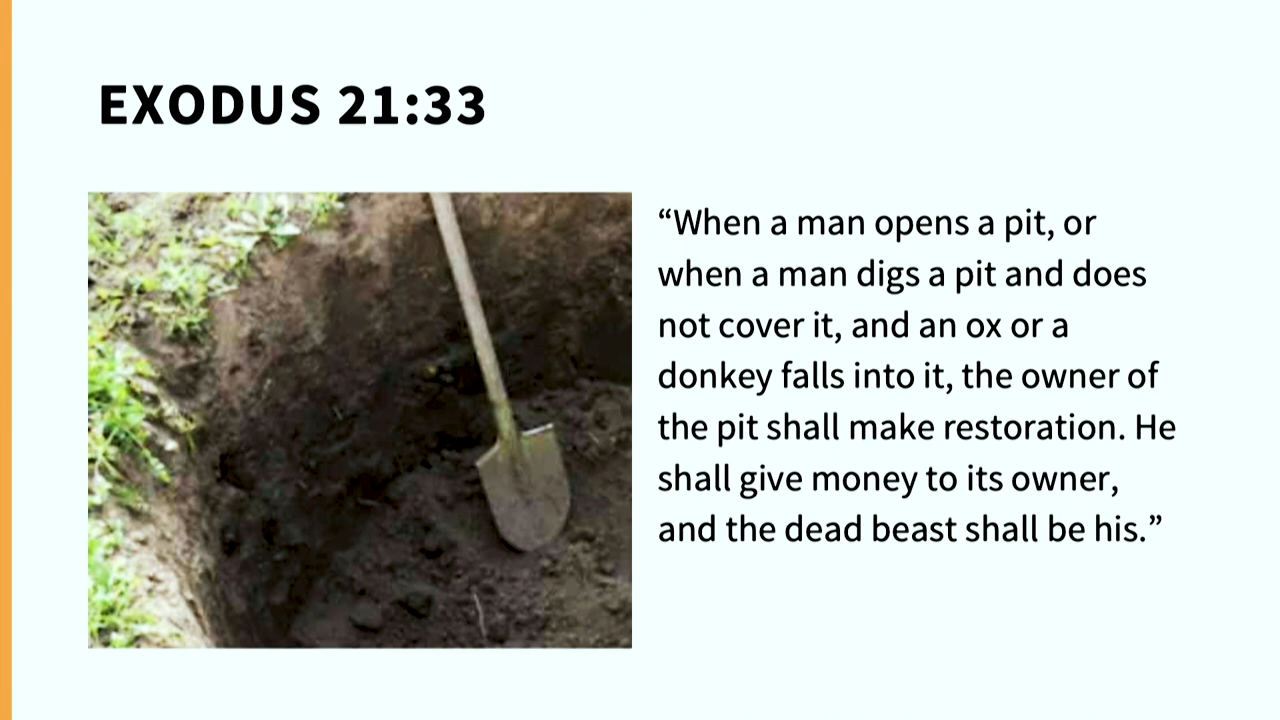 EXODUS 21:33
“When a man opens a pit, or
when a man digs a pit and does
not cover it, and an ox or a
donkey falls into it, the owner of
the pit shall make restoration. He
shall give money to its owner,
and the dead beast shall be his.”